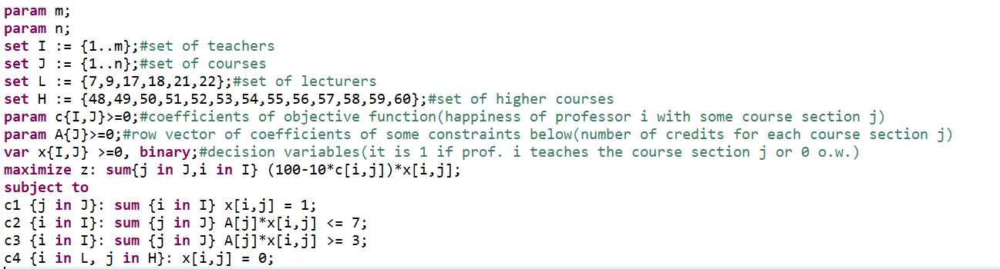 param m;
param n;
set I := {1..m};#set of teachers
set J := {1..n};#set of courses
set L := {7,9,17,18,21,22};#set of lecturers
set H := {48,49,50,51,52,53,54,55,56,57,58,59,60};#set of higher courses
param c{I,J}>=0;#coefficients of objective function(happiness of professor i with some course section j)
param A{J}>=0;#row vector of coefficients of some constraints below(number of credits for each course section j)
var x{I,J} >=0, binary;#decision variables(it is 1 if prof. i teaches the course section j or 0 o.w.)
maximize z: sum{j in J,i in I} (100-10*c[i,j])*x[i,j];
subject to
c1 {j in J}: sum {i in I} x[i,j] = 1;
c2 {i in I}: sum {j in J} A[j]*x[i,j] <= 7;
c3 {i in I}: sum {j in J} A[j]*x[i,j] >= 3;
c4 {i in L, j in H}: x[i,j] = 0;